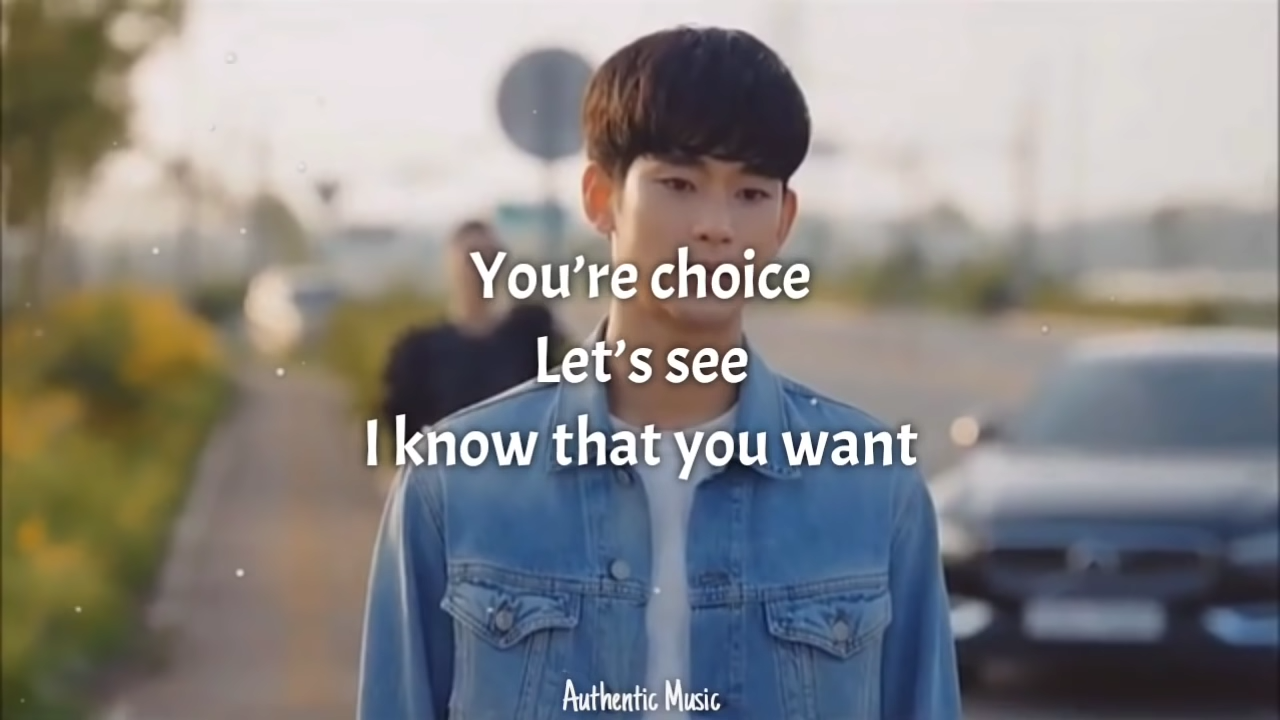 You’re choice
Let’s see
I know that you want
Authentic Music